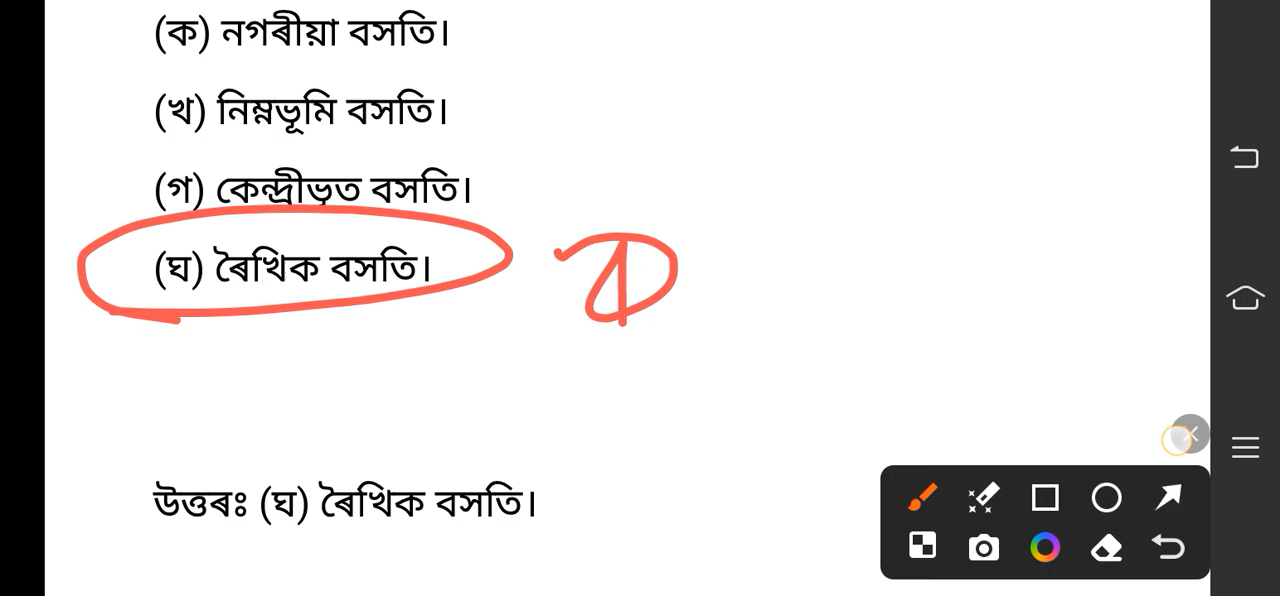 (ক) নগৰীয়া বসতি।
(খ) নিম্নভূমি বসতি।
(গ) কেন্দ্ৰীভূত বসতি।
(ঘ) ৰৈখিক বসতি।
উত্তৰঃ (ঘ) ৰৈখিক বসতি।